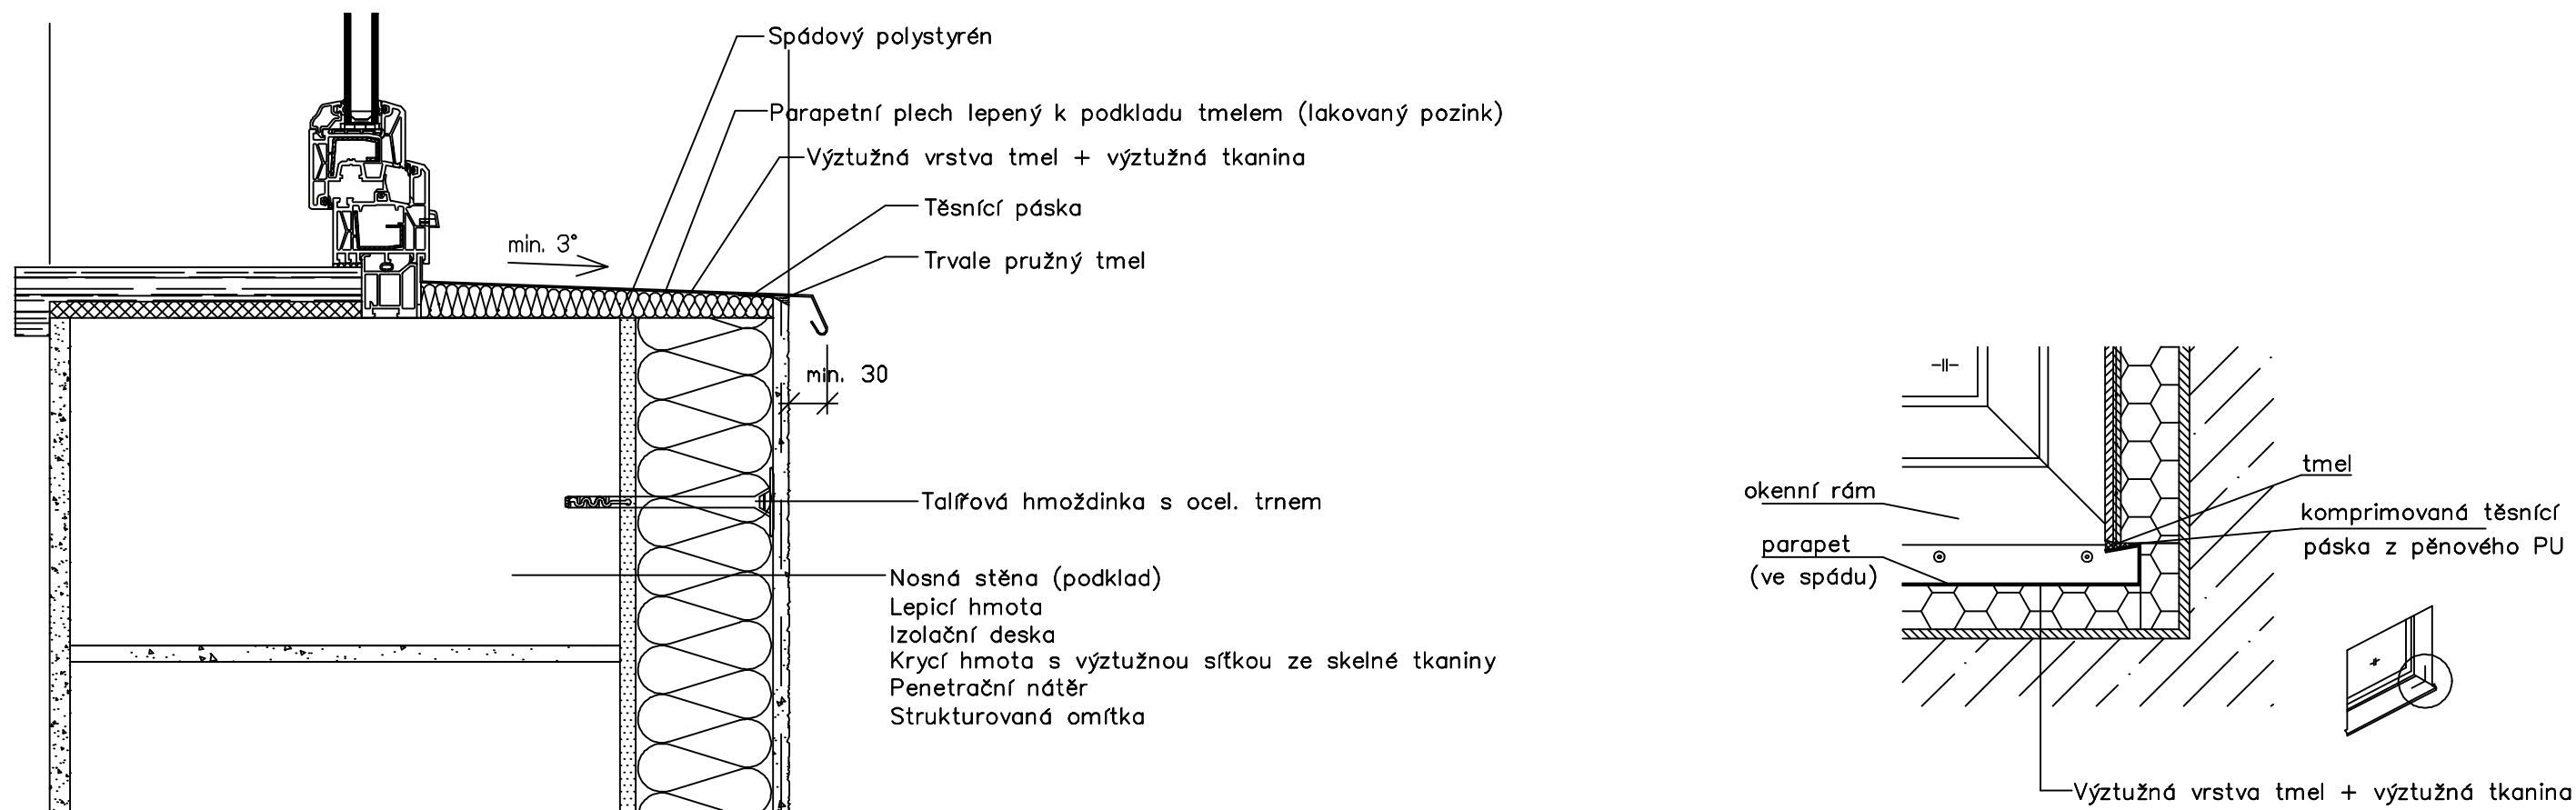 Spádový polystyrén
Parapetní plech lepený k podkladu tmelem (lakovaný pozink)
Výztužná vrstva tmel + výztužná tkanina
Těsnící páska
Trvale pružný tmel
min. 3°
min. 30
Talířová hmoždinka s ocel. trnem
Nosná stěna (podklad)
Lepicí hmota
Izolační deska
Krycí hmota s výztužnou síťkou ze skelné tkaniny
Penetrační nátěr
Strukturovaná omítka
okenní rám
parapet
(ve spádu)
tmel
komprimovaná těsnící
páska z pěnového PU
Výztužná vrstva tmel + výztužná tkanina